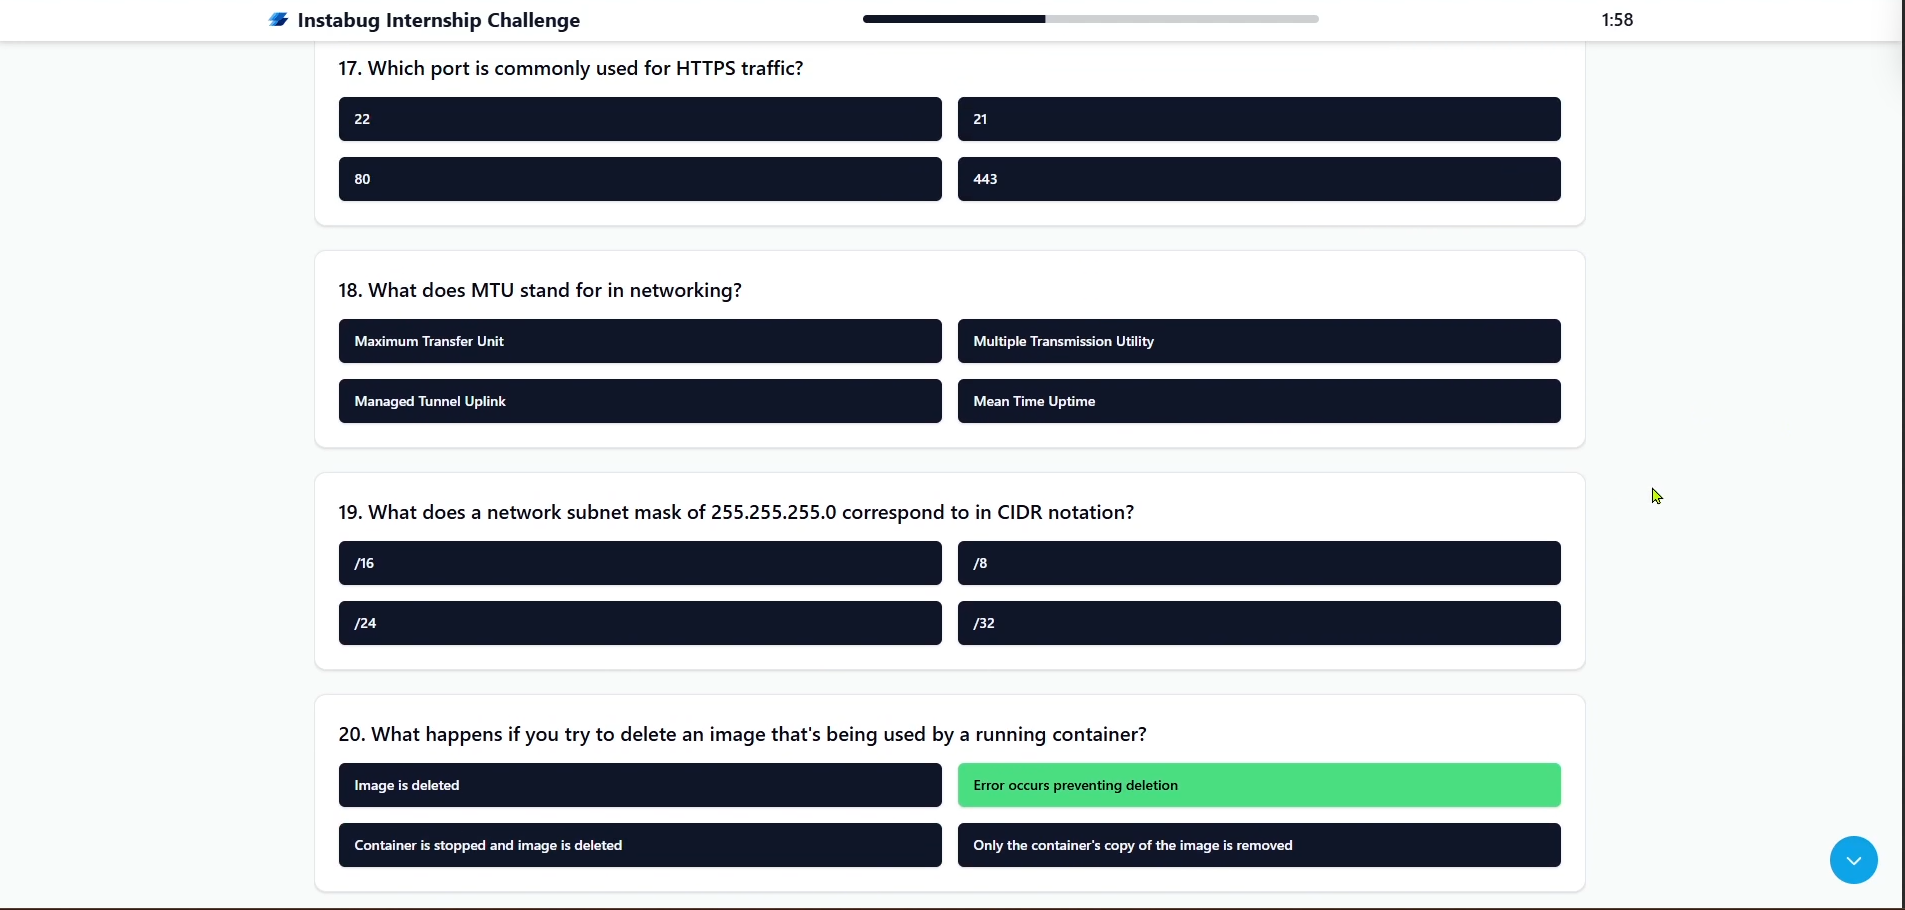 Instabug Internship Challenge
1:58
17. Which port is commonly used for HTTPS traffic?
22
21
80
443
18. What does MTU stand for in networking?
Maximum Transfer Unit
Multiple Transmission Utility
Managed Tunnel Uplink
Mean Time Uptime
19. What does a network subnet mask of 255.255.255.0 correspond to in CIDR notation?
/16
/8
/24
/32
20. What happens if you try to delete an image that's being used by a running container?
Image is deleted
Error occurs preventing deletion
Container is stopped and image is deleted
Only the container's copy of the image is removed